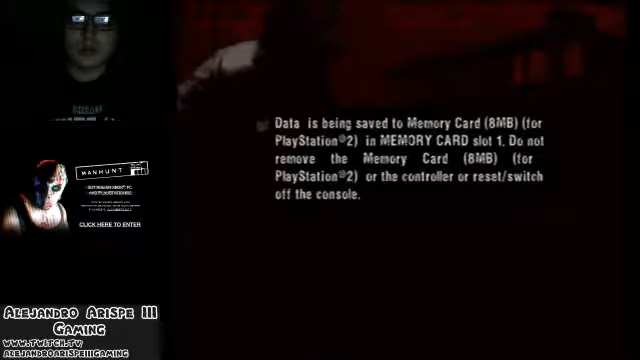 Data is being saved to Memory Card (8MB) (for
PlayStation®2) in MEMORY CARD slot 1. Do not
remove the Memory Card (8MB) (for
PlayStation®2) or the controller or reset/switch
off the console.
MANHUNT
CLICK HERE TO ENTER
Alejandro Arispe III
Gaming
www.twitch.tv
alejandroarispeiiigaming